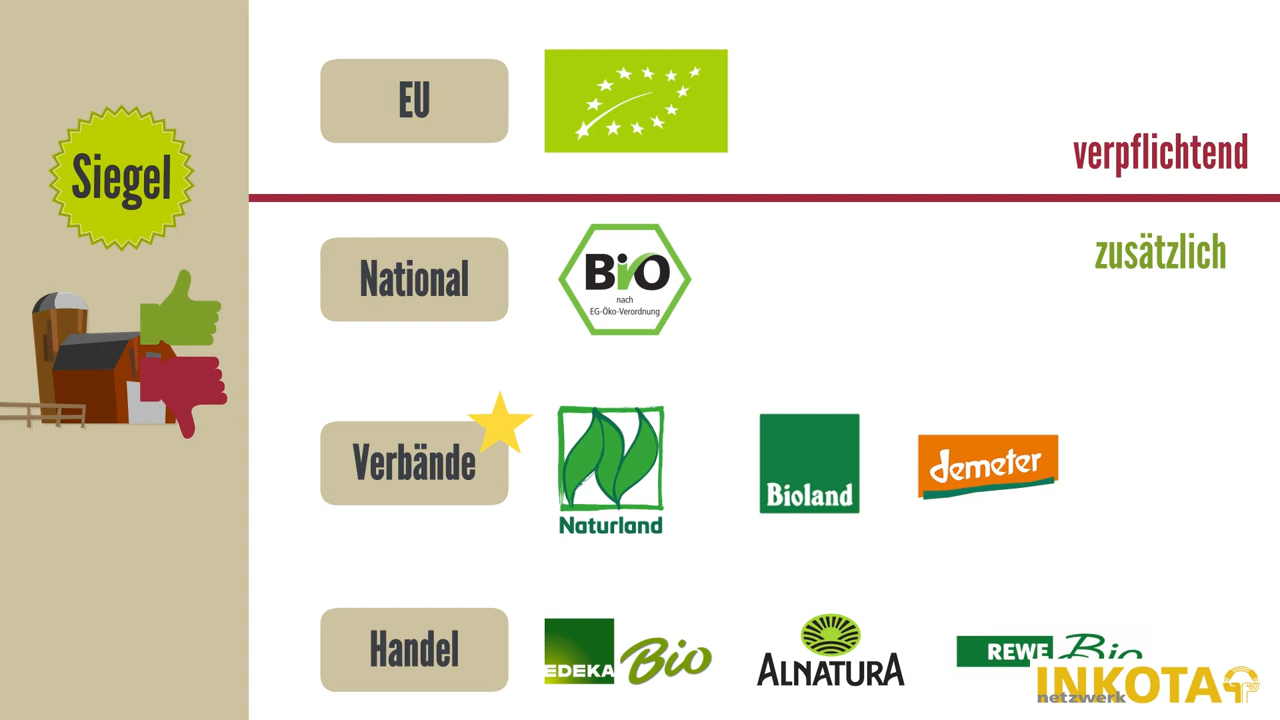 Siegel
EU
verpflichtend
zusätzlich
National
BiO
nach
EG-Öko-Verordnung
Verbände
Naturland
Bioland
demeter
Handel
EDEKA Bio
ALNATURA
REWE Bio
INKOTA
netzwerk